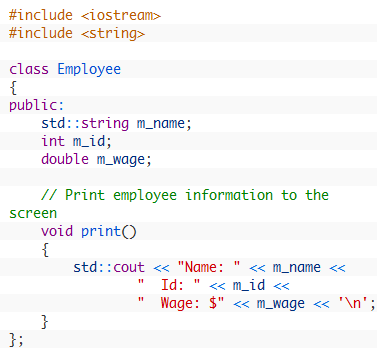 #include <iostream>
#include <string>

class Employee
{
public:
    std::string m_name;
    int m_id;
    double m_wage;

    // Print employee information to the
screen
    void print()
    {
        std::cout << "Name: " << m_name <<
                "  Id: " << m_id <<
                "  Wage: $" << m_wage << '\n';
    }
};